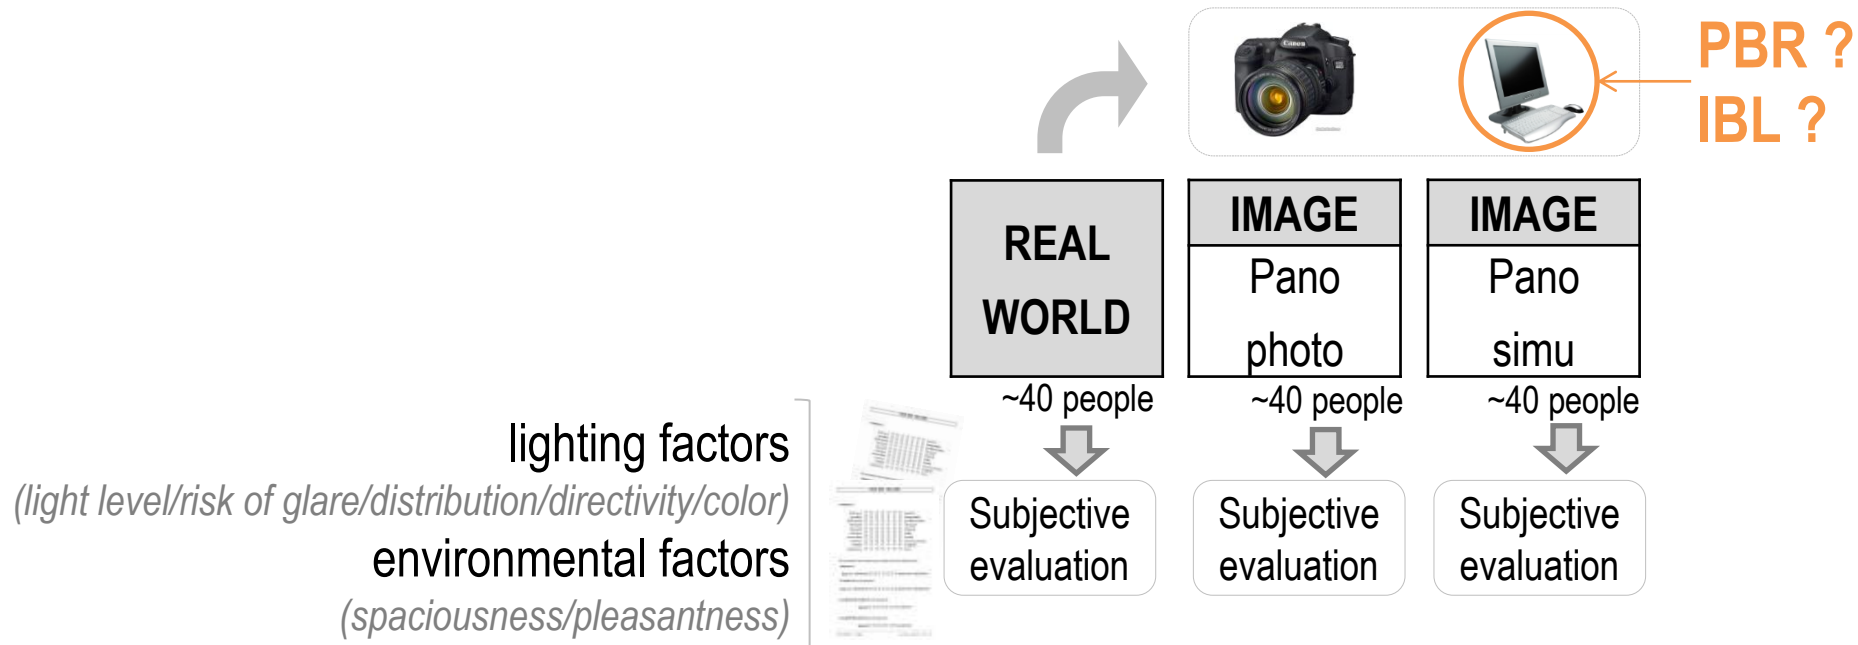 Canon
PBR ?
IBL ?
REAL
WORLD
IMAGE
Pano
photo
IMAGE
Pano
simu
~40 people
~40 people
~40 people
lighting factors
(light level/risk of glare/distribution/directivity/color)
environmental factors
(spaciousness/pleasantness)
Subjective
evaluation
Subjective
evaluation
Subjective
evaluation